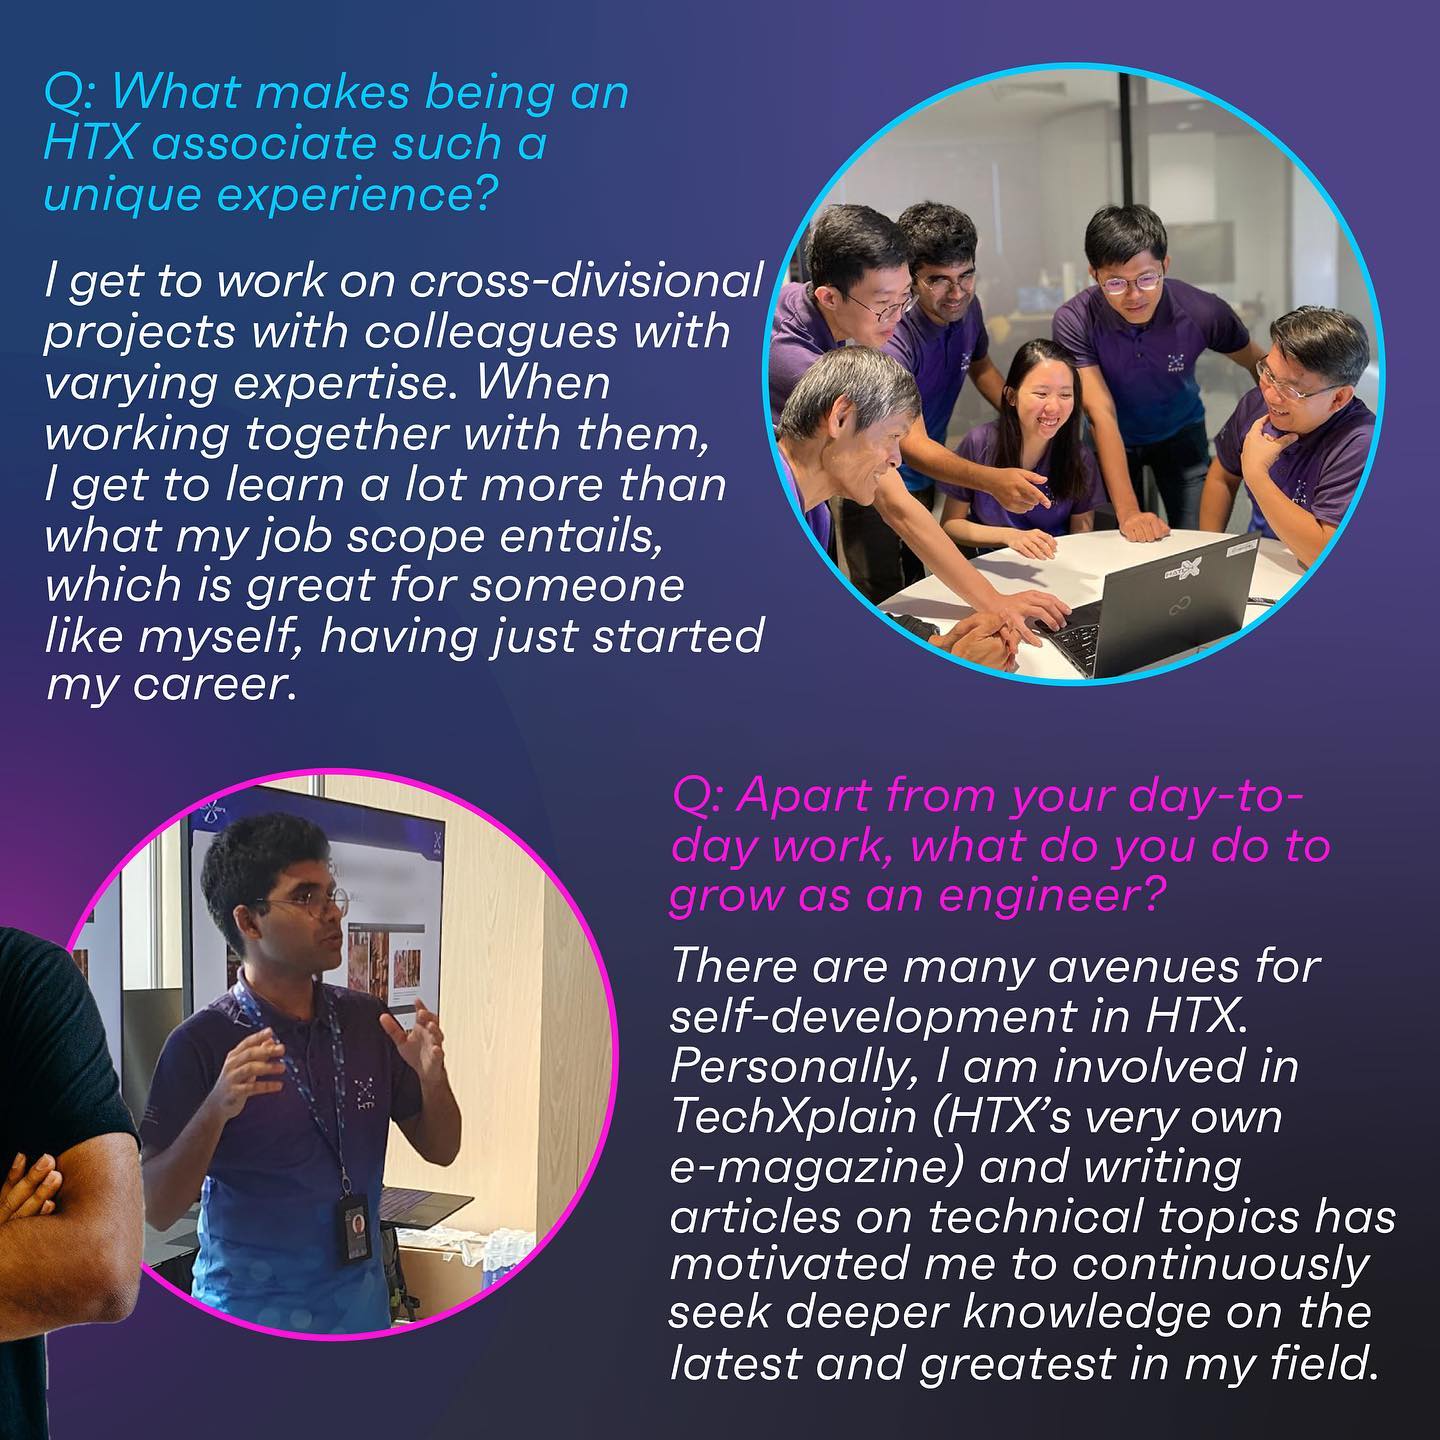 Q: What makes being an
HTX associate such a
unique experience?
I get to work on cross-divisional
projects with colleagues with
varying expertise. When
working together with them,
I get to learn a lot more than
what my job scope entails,
which is great for someone
like myself, having just started
my career.
Q: Apart from your day-to-
day work, what do you do to
grow as an engineer?
There are many avenues for
self-development in HTX.
Personally, I am involved in
TechXplain (HTX’s very own
e-magazine) and writing
articles on technical topics has
motivated me to continuously
seek deeper knowledge on the
latest and greatest in my field.
HTX